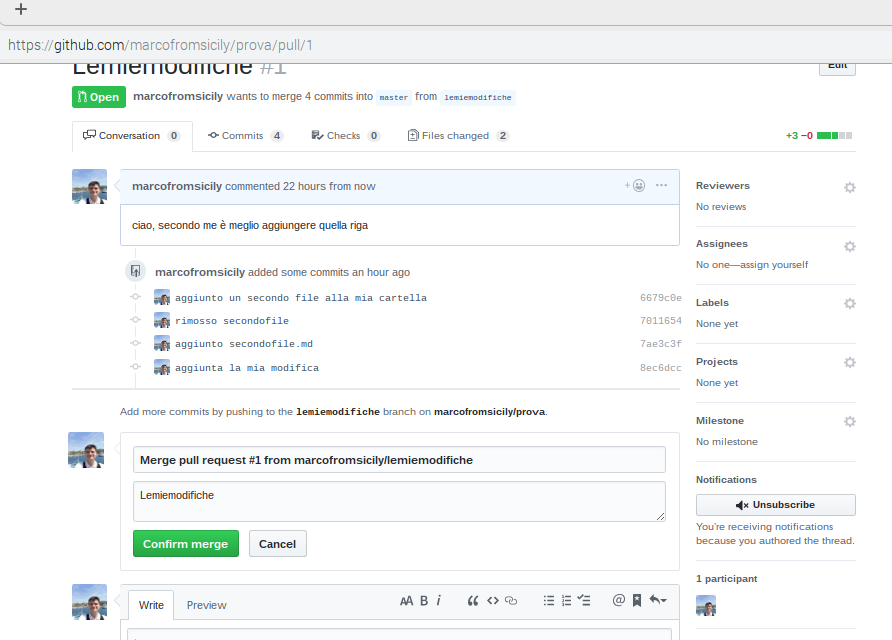 https://github.com/marcofromsicily/prova/pull/1
Lemiemodifiche #1
Edit
Open marcofromsicily wants to merge 4 commits into master from lemiemodifiche
Conversation 0 Commits 4 Checks 0 Files changed 2 +3 −0
marcofromsicily commented 22 hours from now
ciao, secondo me è meglio aggiungere quella riga
marcofromsicily added some commits an hour ago
aggiunto un secondo file alla mia cartella 6679c0e
rimosso secondofile 7011654
aggiunto secondofile.md 7ae3c3f
aggiunta la mia modifica 8ec6dcc
Add more commits by pushing to the lemiemodifiche branch on marcofromsicily/prova.
Merge pull request #1 from marcofromsicily/lemiemodifiche
Lemiemodifiche
Confirm merge Cancel
Write Preview AA B i “ <> @
Reviewers
No reviews
Assignees
No one—assign yourself
Labels
None yet
Projects
None yet
Milestone
No milestone
Notifications
Unsubscribe
You're receiving notifications
because you authored the thread.
1 participant